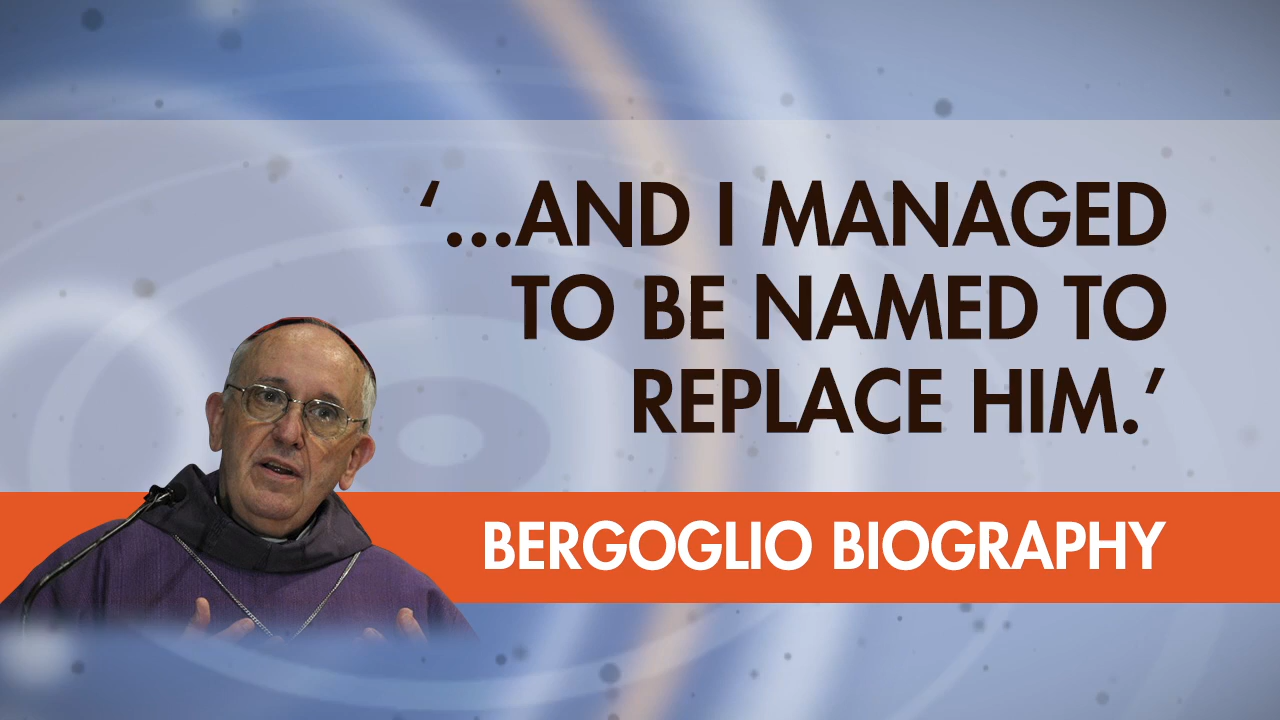 ‘...AND I MANAGED
TO BE NAMED TO
REPLACE HIM.’
BERGOGLIO BIOGRAPHY